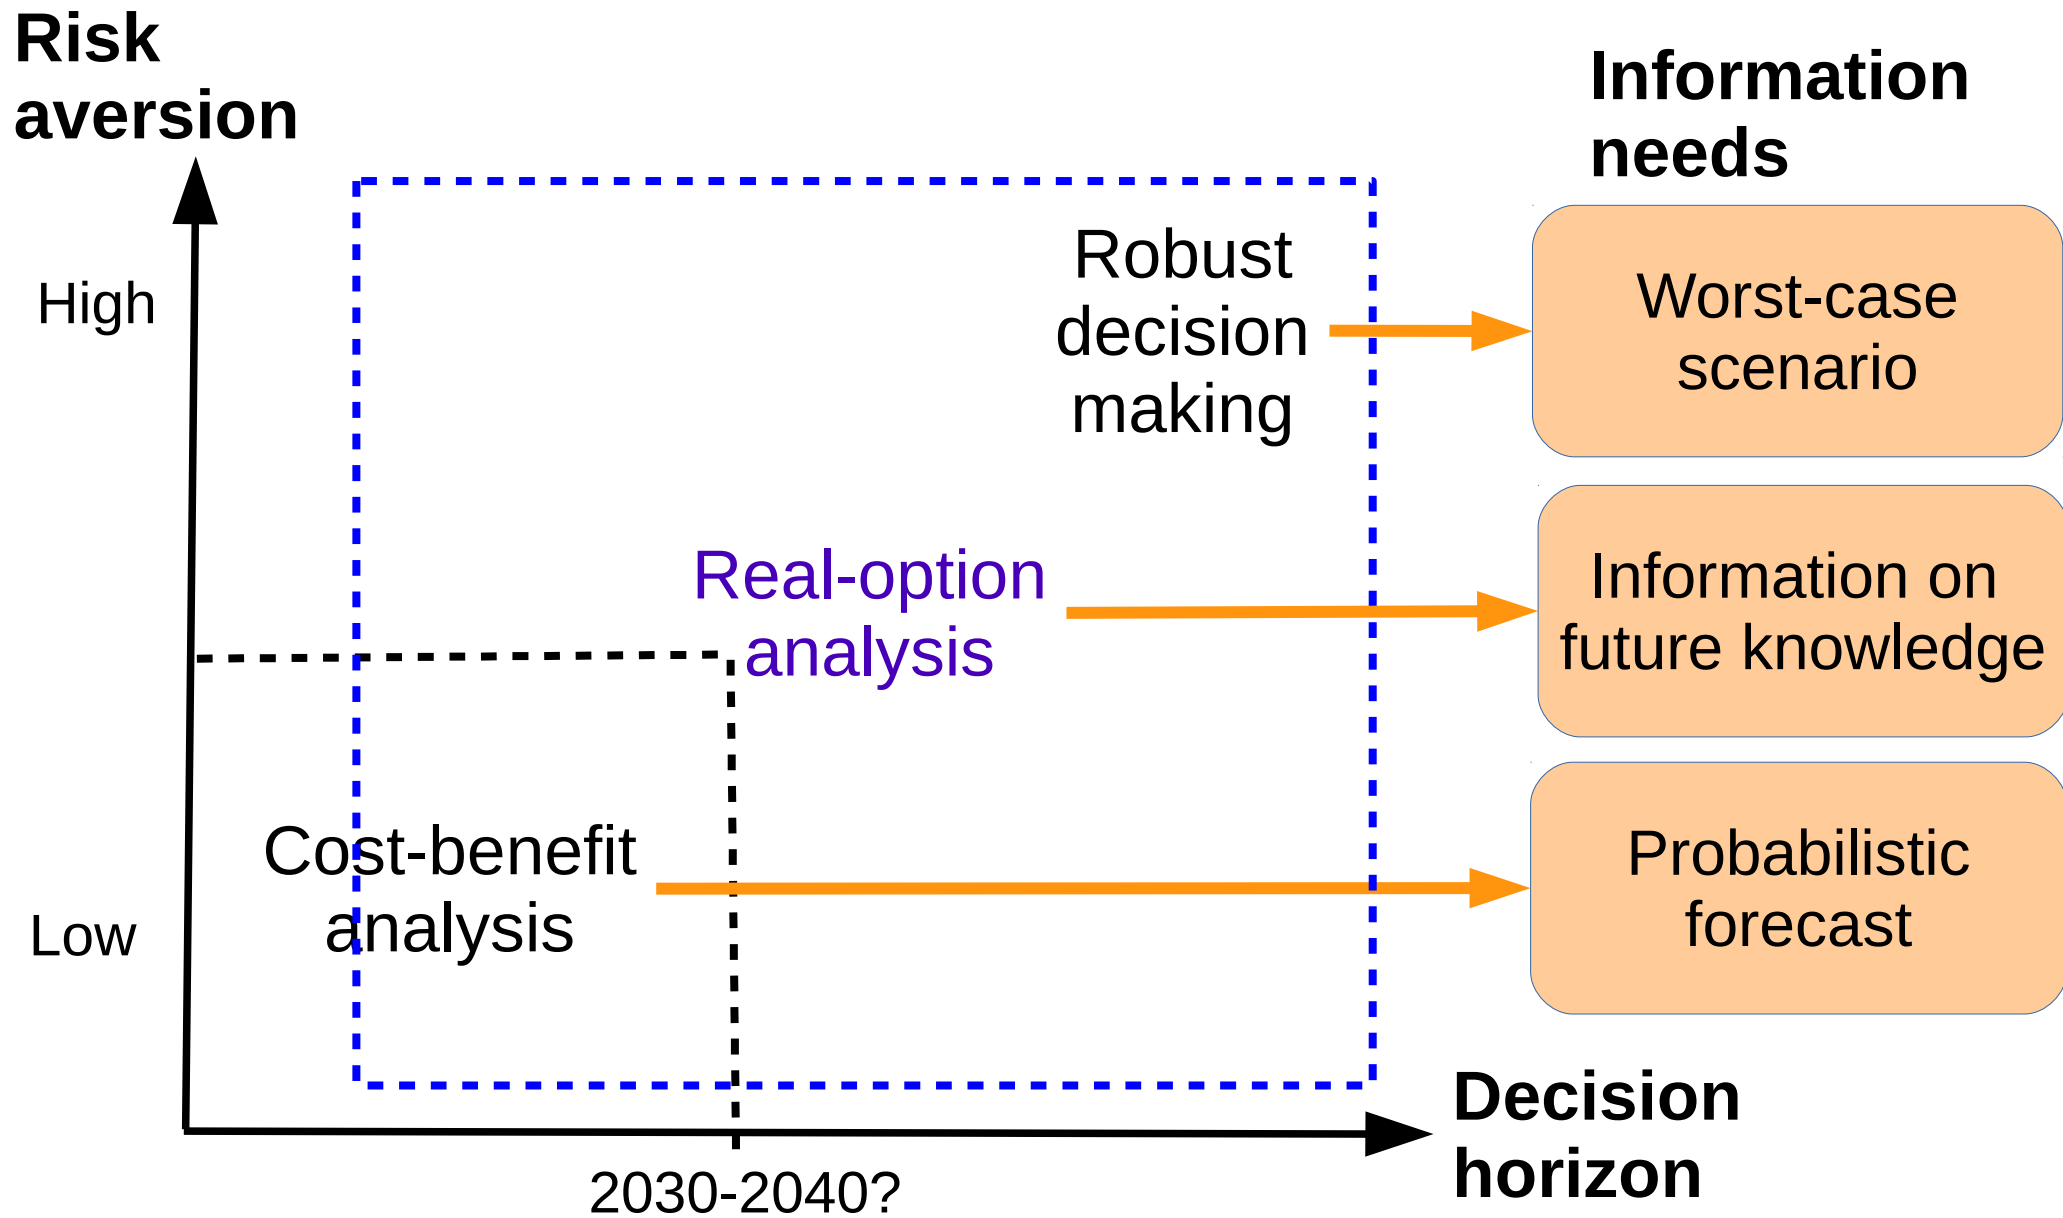 Risk
aversion
Information
needs
High
Robust
decision
making
Worst-case
scenario
Real-option
analysis
Information on
future knowledge
Cost-benefit
analysis
Probabilistic
forecast
Low
Decision
horizon
2030-2040?